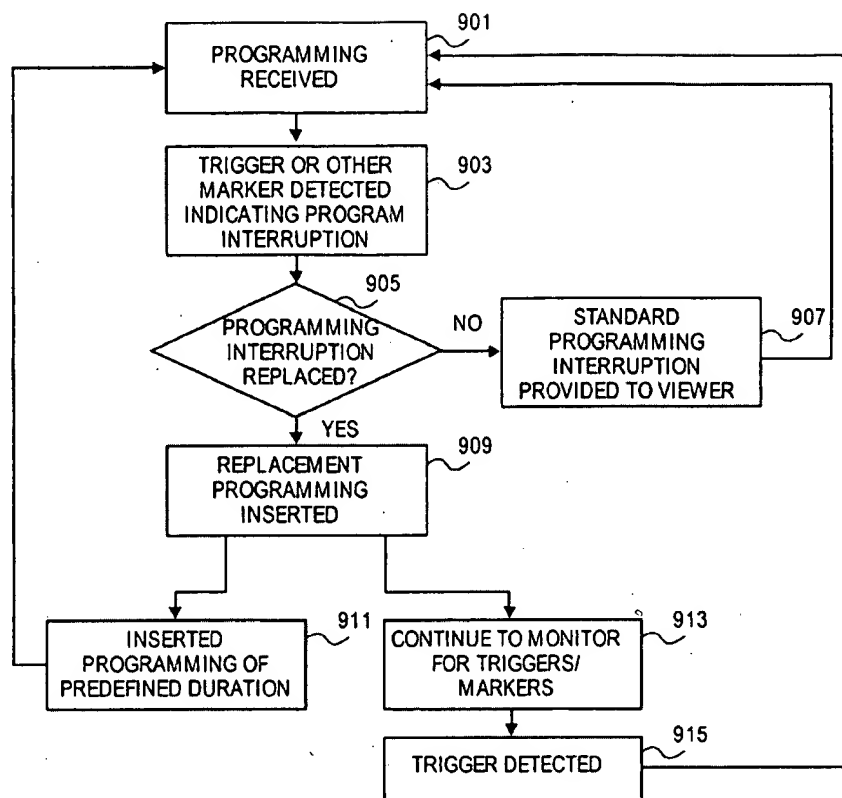 901
PROGRAMMING
RECEIVED
TRIGGER OR OTHER
MARKER DETECTED
INDICATING PROGRAM
INTERRUPTION
903
905
PROGRAMMING
INTERRUPTION
REPLACED?
NO
STANDARD
PROGRAMMING
INTERRUPTION
PROVIDED TO VIEWER
907
YES
909
REPLACEMENT
PROGRAMMING
INSERTED
911
INSERTED
PROGRAMMING OF
PREDEFINED DURATION
913
CONTINUE TO MONITOR
FOR TRIGGERS/
MARKERS
915
TRIGGER DETECTED